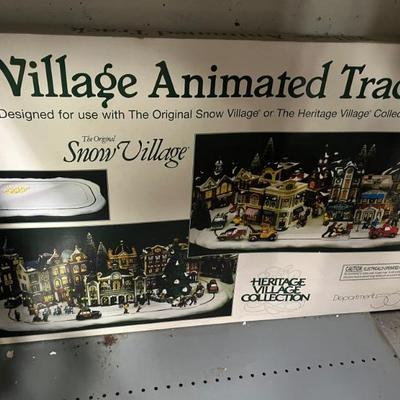 Village Animated Trac
Designed for use with The Original Snow Village® or The Heritage Village Collec
The Original
Snow Village®
CAUTION
HERITAGE
VILLAGE
COLLECTION
Department